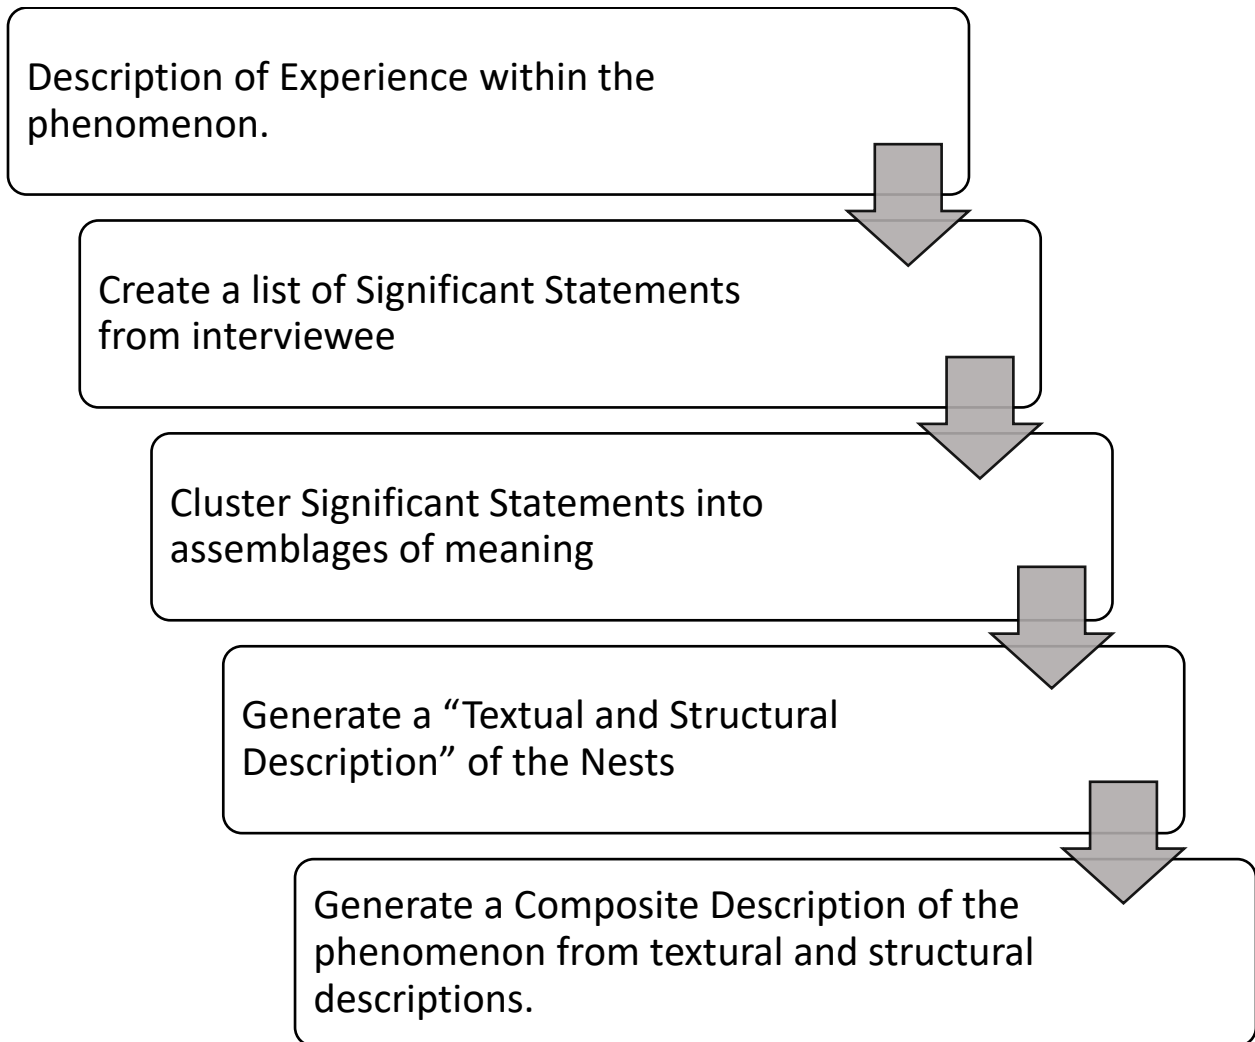 Description of Experience within the
phenomenon.
Create a list of Significant Statements
from interviewee
Cluster Significant Statements into
assemblages of meaning
Generate a “Textual and Structural
Description” of the Nests
Generate a Composite Description of the
phenomenon from textural and structural
descriptions.